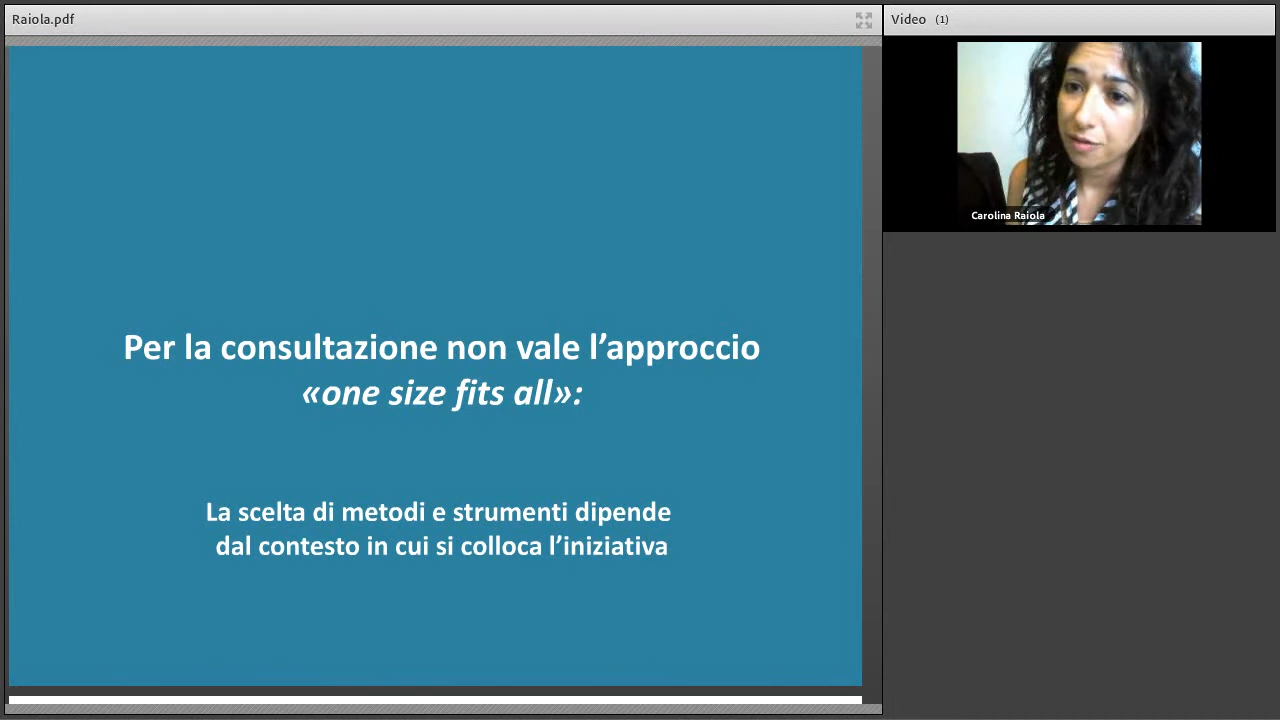 Raiola.pdf
Video (1)
Carolina Raiola
Per la consultazione non vale l’approccio
«one size fits all»:
La scelta di metodi e strumenti dipende
dal contesto in cui si colloca l’iniziativa